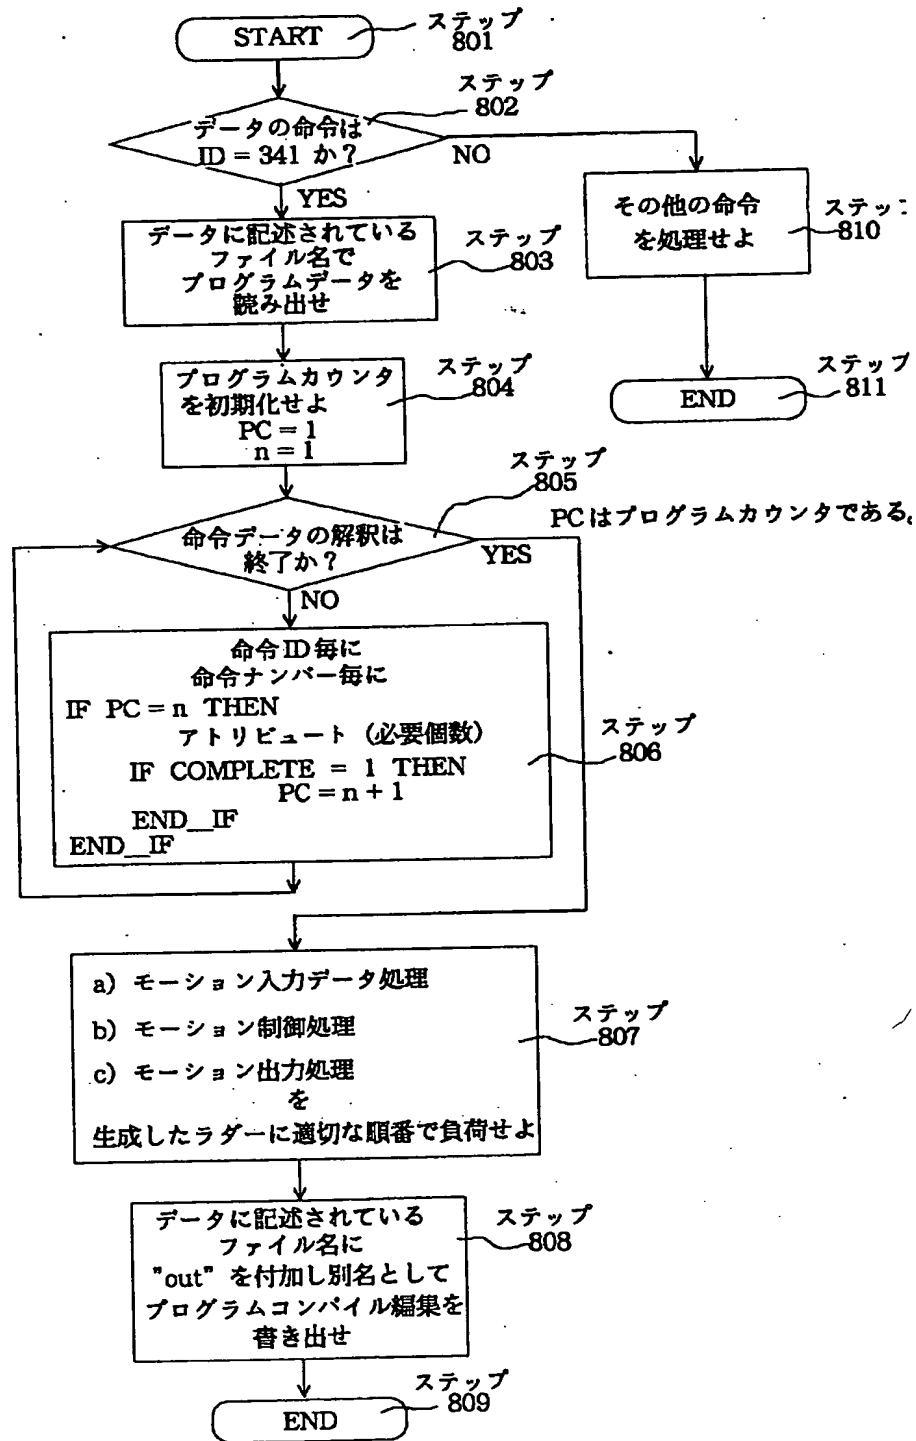 START
ステップ
801
ステップ
802
データの命令は
ID = 341 か?
NO
YES
データに記述されている
ファイル名で
プログラムデータを
読み出せ
ステップ
803
その他の命令
を処理せよ
ステップ
810
プログラムカウンタ
を初期化せよ
PC = 1
n = 1
ステップ
804
END
ステップ
811
ステップ
805
PCはプログラムカウンタである。
命令データの解釈は
終了か?
YES
NO
命令ID毎に
命令ナンバー毎に
IF PC = n THEN
アトリビュート (必要個数)
IF COMPLETE = 1 THEN
PC = n + 1
END__IF
END__IF
ステップ
806
a) モーション入力データ処理
b) モーション制御処理
c) モーション出力処理
を
生成したラダーに適切な順番で負荷せよ
ステップ
807
データに記述されている
ファイル名に
"out" を付加し別名として
プログラムコンパイル編集を
書き出せ
ステップ
808
END
ステップ
809